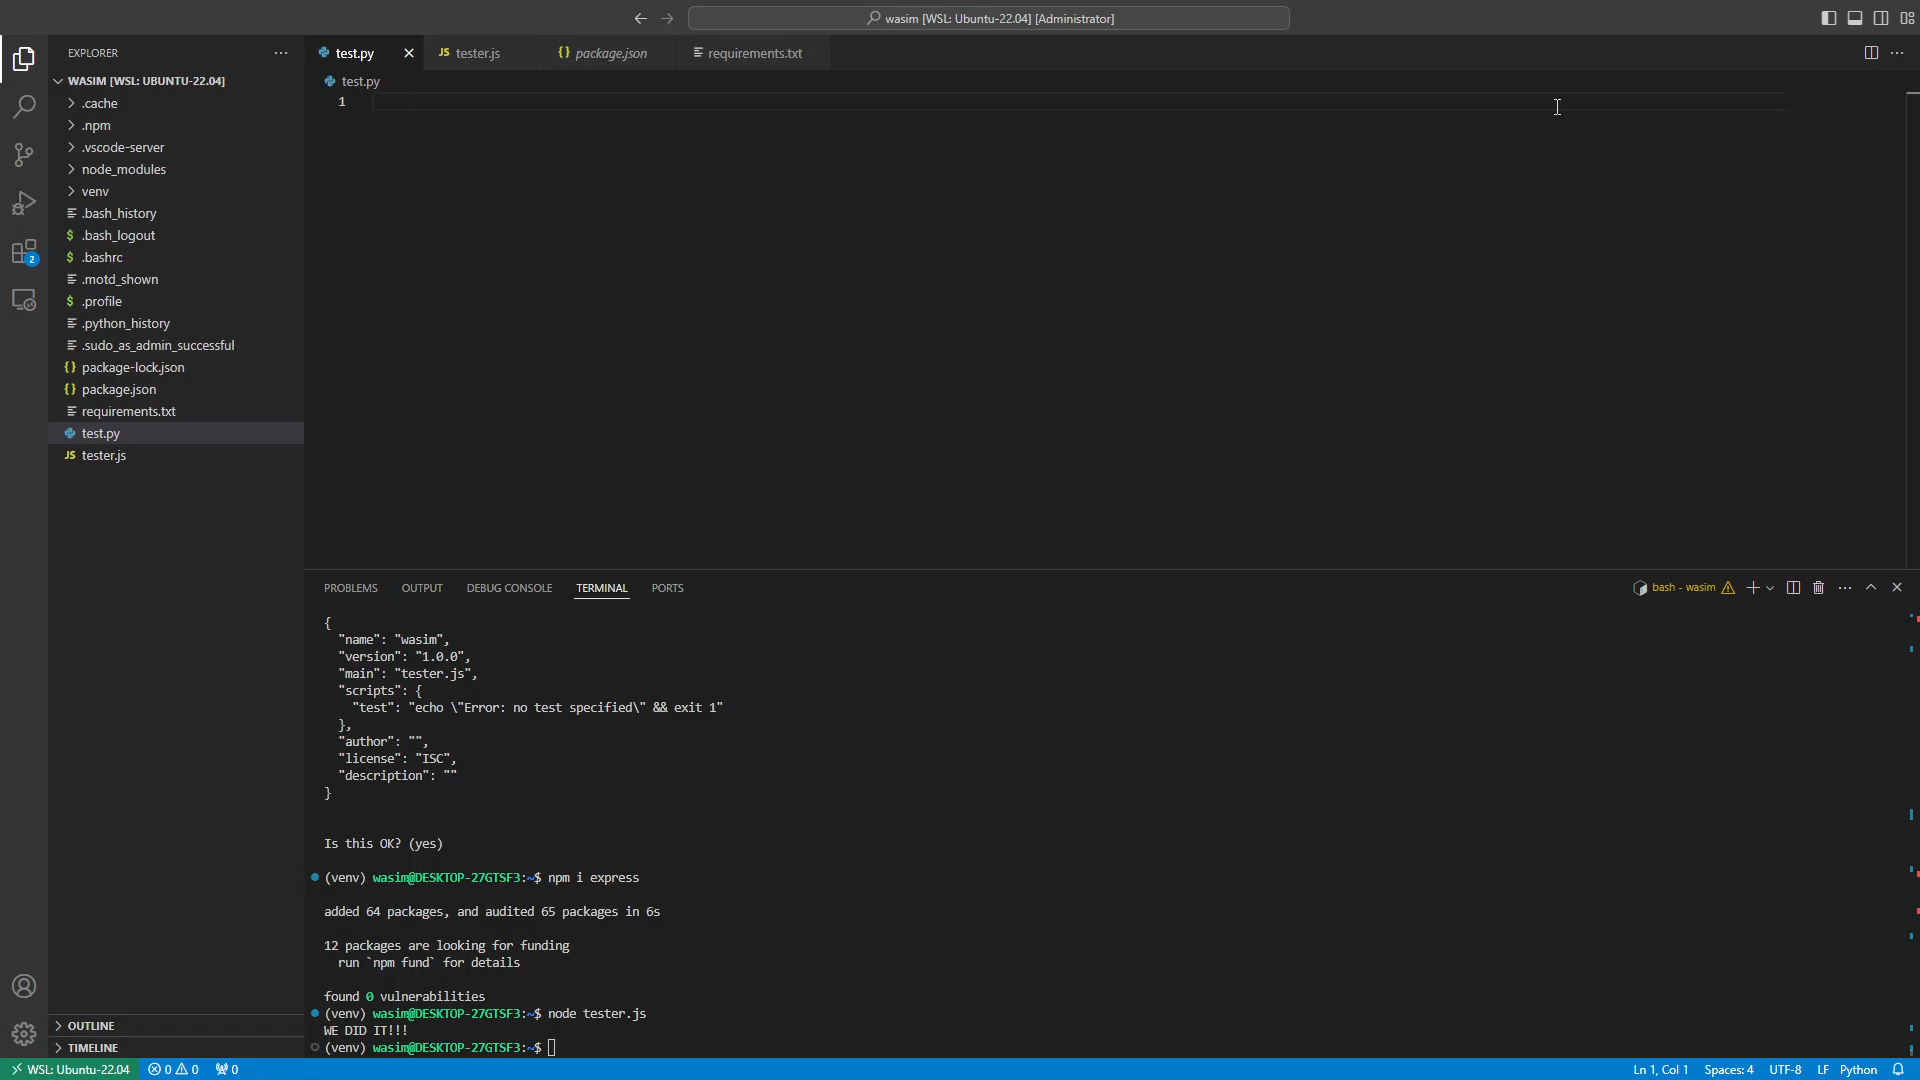 wasim [WSL: Ubuntu-22.04] [Administrator]
EXPLORER
WASIM [WSL: UBUNTU-22.04]
.cache
.npm
.vscode-server
node_modules
venv
.bash_history
$ .bash_logout
$ .bashrc
.motd_shown
$ .profile
.python_history
.sudo_as_admin_successful
{} package-lock.json
{} package.json
requirements.txt
test.py
JS tester.js
OUTLINE
TIMELINE
2
test.py
JS tester.js
{} package.json
requirements.txt
test.py
1
PROBLEMS
OUTPUT
DEBUG CONSOLE
TERMINAL
PORTS
bash - wasim
{
"name": "wasim",
"version": "1.0.0",
"main": "tester.js",
"scripts": {
"test": "echo \"Error: no test specified\" && exit 1"
},
"author": "",
"license": "ISC",
"description": ""
}
Is this OK? (yes)
(venv) wasim@DESKTOP-27GTSF3:~$ npm i express
added 64 packages, and audited 65 packages in 6s
12 packages are looking for funding
run `npm fund` for details
found 0 vulnerabilities
(venv) wasim@DESKTOP-27GTSF3:~$ node tester.js
WE DID IT!!!
(venv) wasim@DESKTOP-27GTSF3:~$
WSL: Ubuntu-22.04
0
0
0
Ln 1, Col 1
Spaces: 4
UTF-8
LF
Python